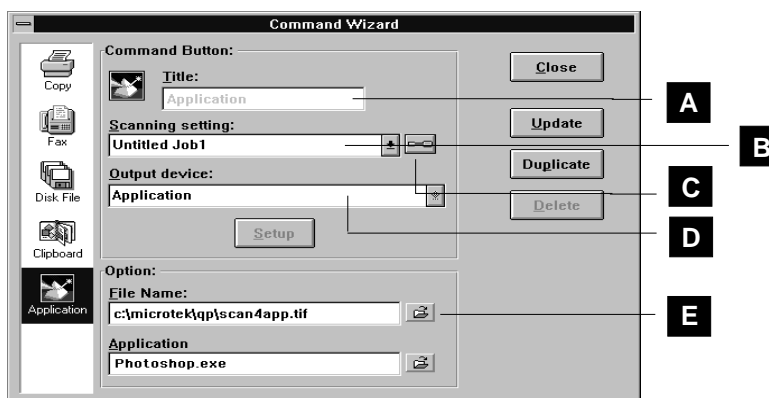 Command Wizard
Copy
Fax
Disk File
Clipboard
Application
Command Button:
Title:
Application
Scanning setting:
Untitled Job1
Output device:
Application
Setup
Option:
File Name:
c:\microtek\qp\scan4app.tif
Application
Photoshop.exe
Close
Update
Duplicate
Delete
A
B
C
D
E